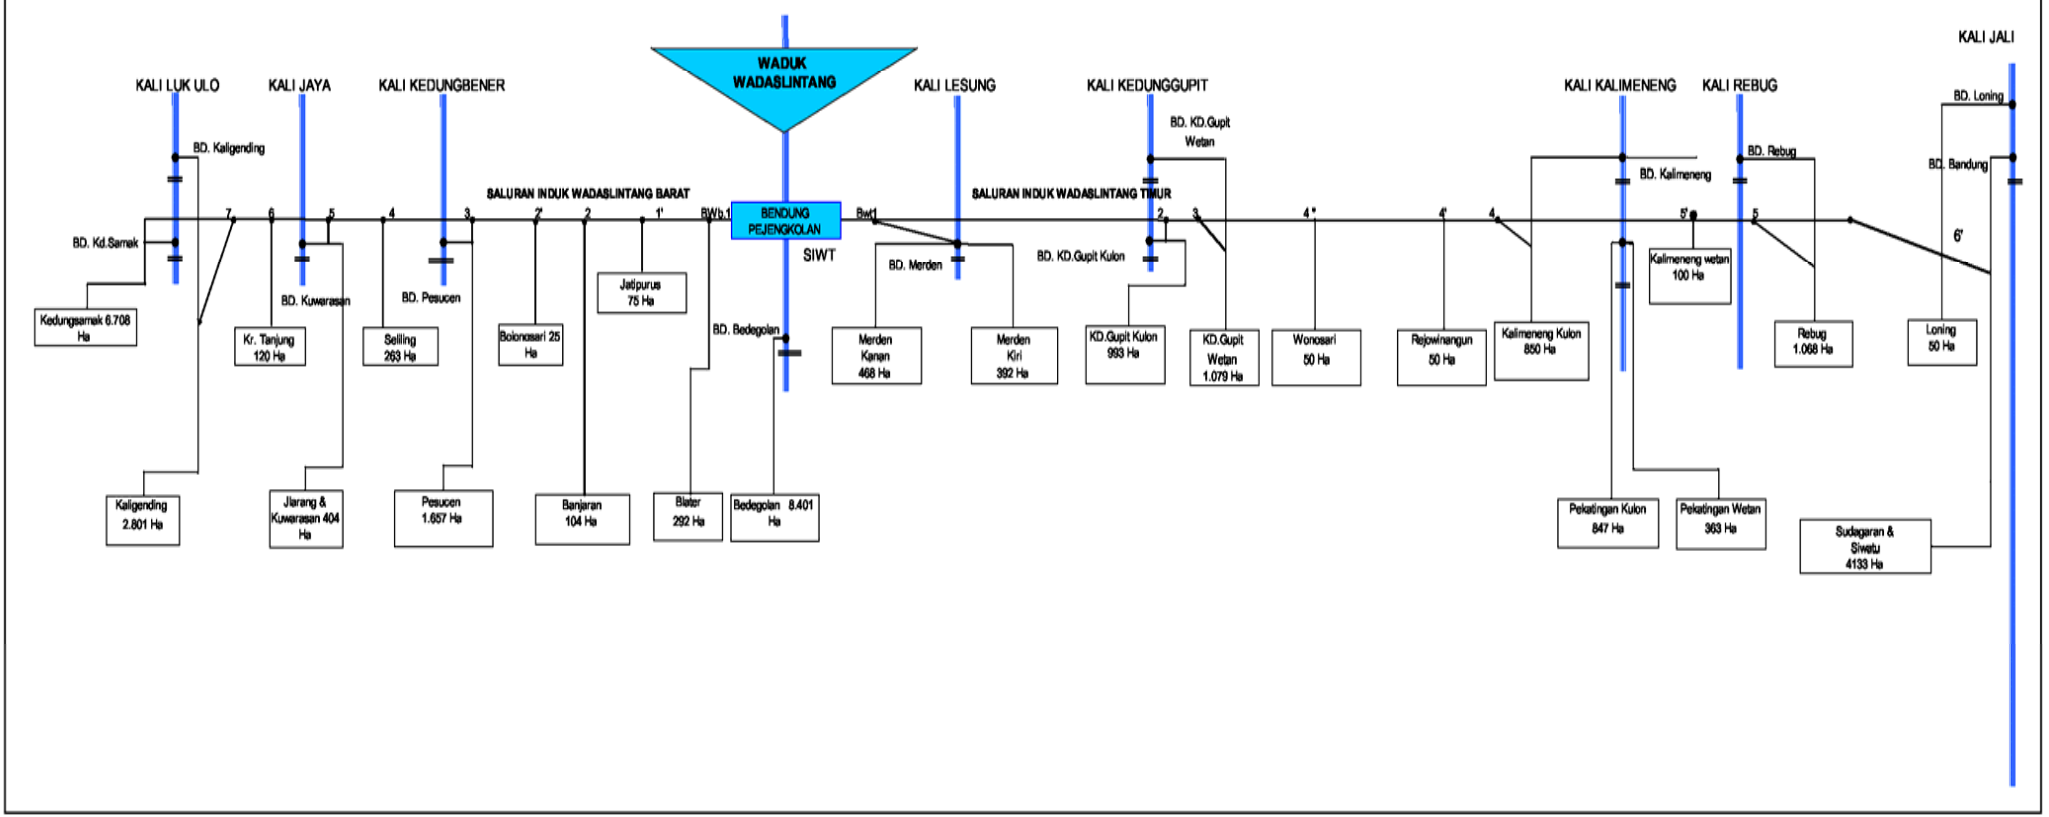 KALI JALI
WADUK
WADASLINTANG
KALI LUK ULO
KALI JAYA
KALI KEDUNGBENER
KALI LESUNG
KALI KEDUNGGUPIT
KALI KALIMENENG
KALI REBUG
BD. Loning
BD. KD.Gupit
Wetan
BD. Kaligending
BD. Rebug
BD. Bandung
BD. Kalimeneng
SALURAN INDUK WADASLINTANG BARAT
SALURAN INDUK WADASLINTANG TIMUR
7
6
5
4
3
2'
2
1'
BWb.1
BENDUNG
PEJENGKOLAN
Bwt1
2
3
4 "
4'
4
5'
5
6'
BD. Kd.Samak
SIWT
BD. Merden
BD. KD.Gupit Kulon
Kalimeneng wetan
100 Ha
BD. Kuwarasan
BD. Pesucen
Jatipurus
75 Ha
BD. Bedegolan
Kedungsamak 6.708
Ha
Kr. Tanjung
120 Ha
Seliling
263 Ha
Bolonosari 25
Ha
Merden
Kanan
468 Ha
Merden
Kiri
392 Ha
KD.Gupit Kulon
993 Ha
KD.Gupit
Wetan
1.079 Ha
Wonosari
50 Ha
Rejowinangun
50 Ha
Kalimeneng Kulon
850 Ha
Rebug
1.068 Ha
Loning
50 Ha
Kaligending
2.801 Ha
Jlarang &
Kuwarasan 404
Ha
Pesucen
1.657 Ha
Banjaran
104 Ha
Blater
292 Ha
Bedegolan 8.401
Ha
Pekatingan Kulon
847 Ha
Pekatingan Wetan
363 Ha
Sudagaran &
Siwatu
4133 Ha